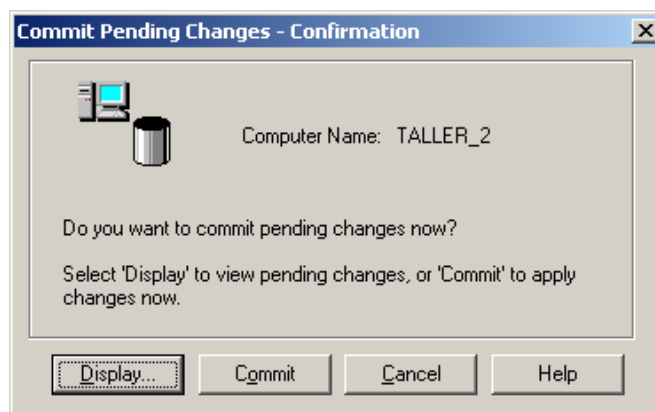 Commit Pending Changes - Confirmation
Computer Name: TALLER_2
Do you want to commit pending changes now?
Select 'Display' to view pending changes, or 'Commit' to apply
changes now.
Display... Commit Cancel Help